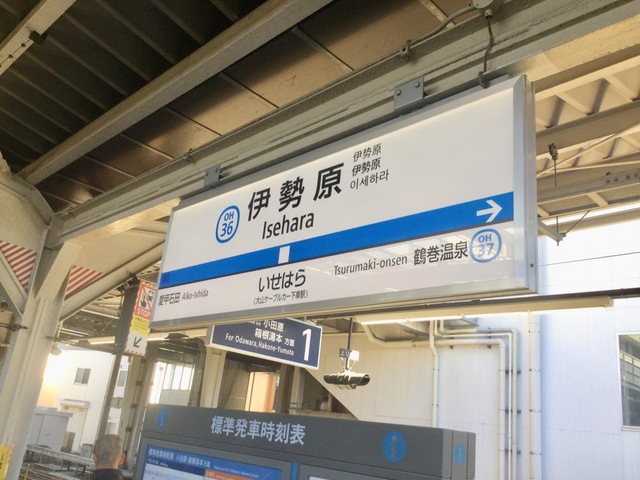 OH
36
伊勢原
伊势原
伊勢原
이세하라
Isehara
愛甲石田 Aiko-Ishida
いせはら
(大山ケーブルカー下車駅)
Tsurumaki-onsen 鶴巻温泉
OH
37
STOP
小田原
箱根湯本 方面
For Odawara, Hakone-Yumoto
1
標準発車時刻表